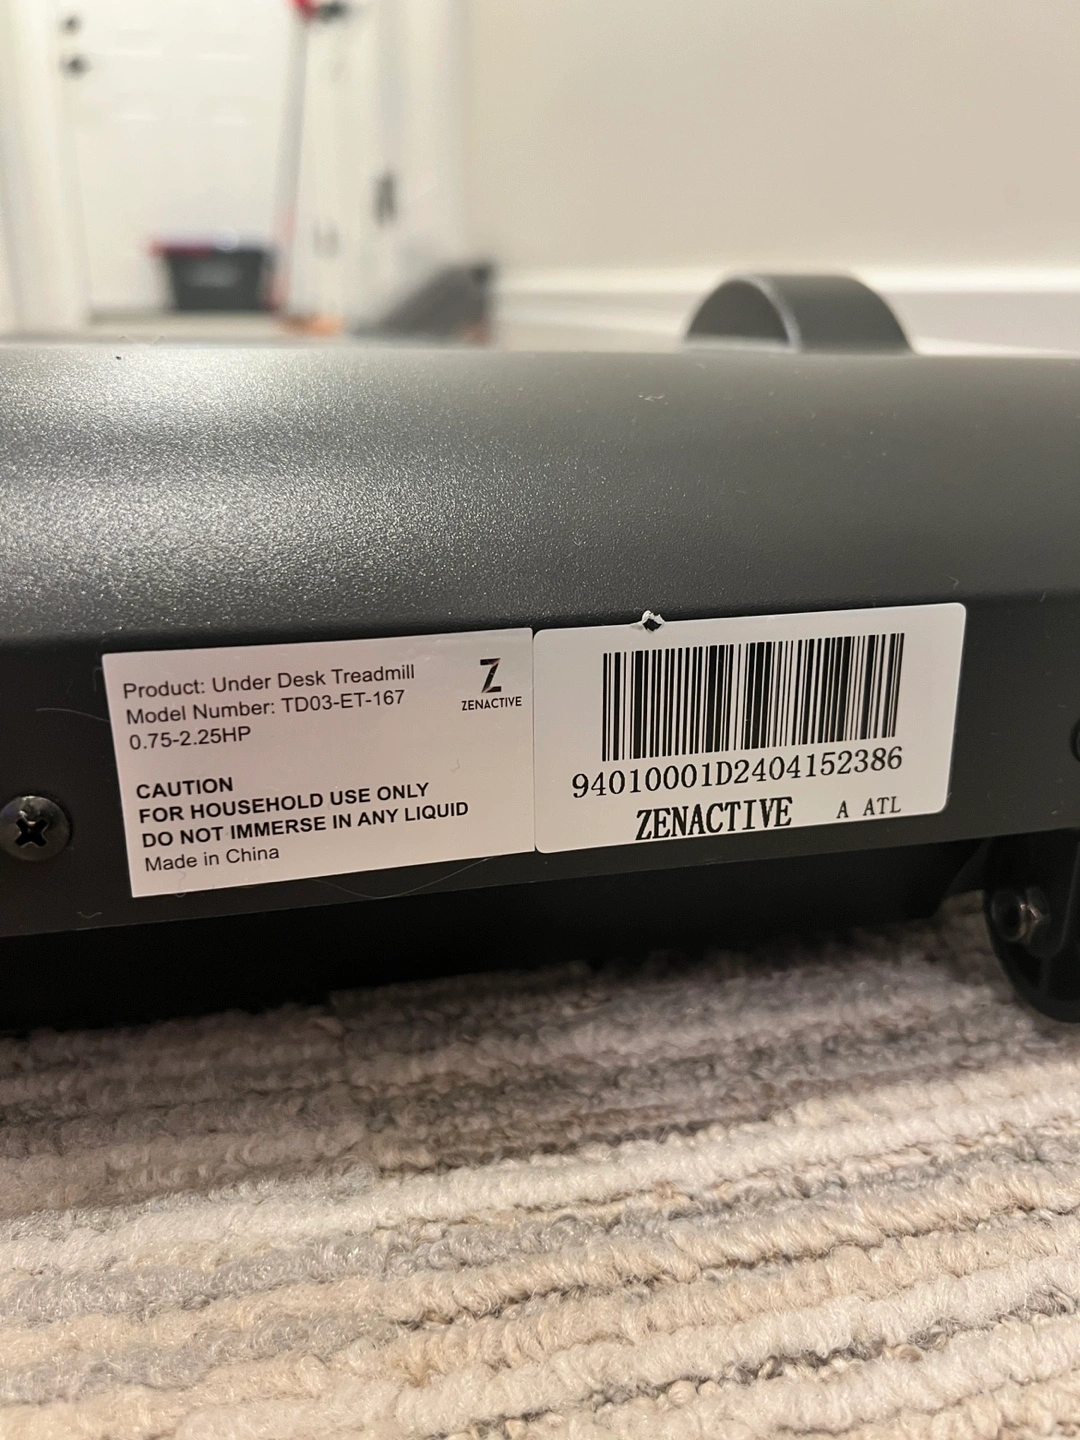 Product: Under Desk Treadmill
Model Number: TD03-ET-167
0.75-2.25HP
Z
ZENACTIVE
CAUTION
FOR HOUSEHOLD USE ONLY
DO NOT IMMERSE IN ANY LIQUID
Made in China
94010001D2404152386
ZENACTIVE A ATL